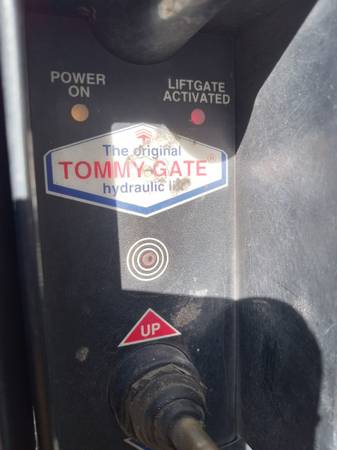 POWER
ON
LIFTGATE
ACTIVATED
The original
TOMMY GATE®
hydraulic lift
UP